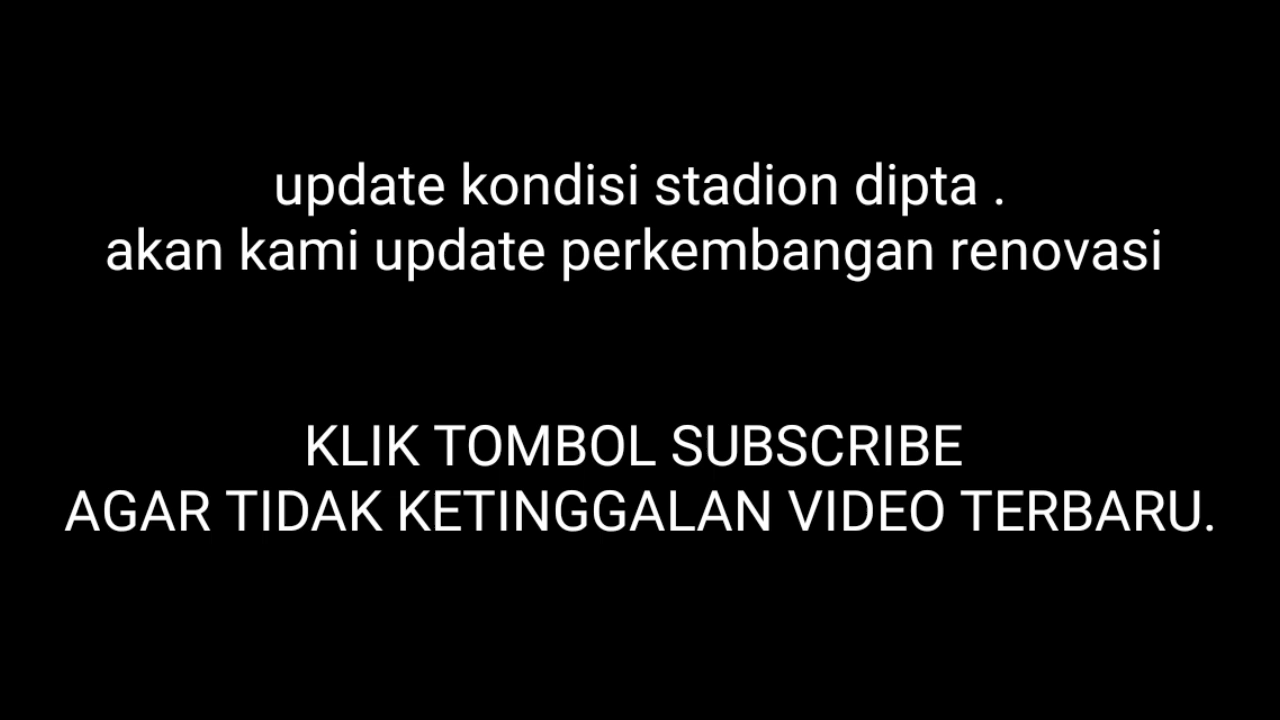 update kondisi stadion dipta .
akan kami update perkembangan renovasi
KLIK TOMBOL SUBSCRIBE
AGAR TIDAK KETINGGALAN VIDEO TERBARU.